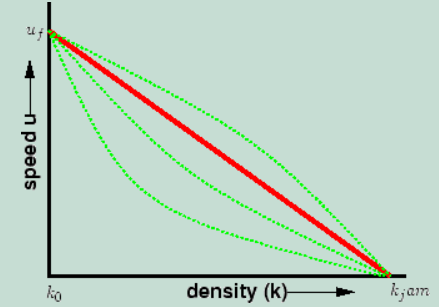 u_f
speed u
k_0
density (k)
k_jam